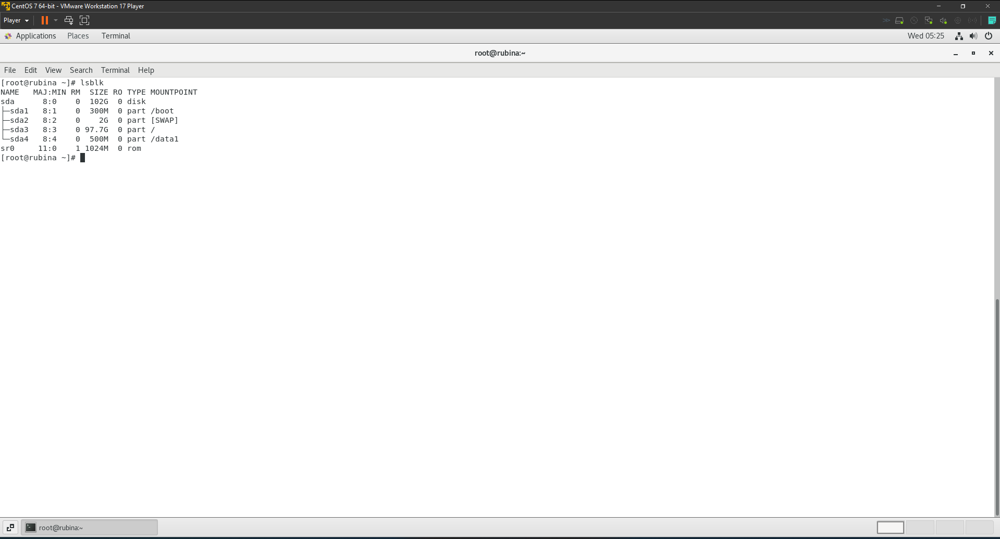 CentOS 7 64-bit - VMware Workstation 17 Player
Player
Applications Places Terminal Wed 05:25
root@rubina:~
File Edit View Search Terminal Help
[root@rubina ~]# lsblk
NAME   MAJ:MIN RM  SIZE RO TYPE MOUNTPOINT
sda      8:0    0  102G  0 disk
├─sda1   8:1    0  300M  0 part /boot
├─sda2   8:2    0    2G  0 part [SWAP]
├─sda3   8:3    0 97.7G  0 part /
└─sda4   8:4    0  500M  0 part /data1
sr0     11:0    1 1024M  0 rom
[root@rubina ~]#
root@rubina:~